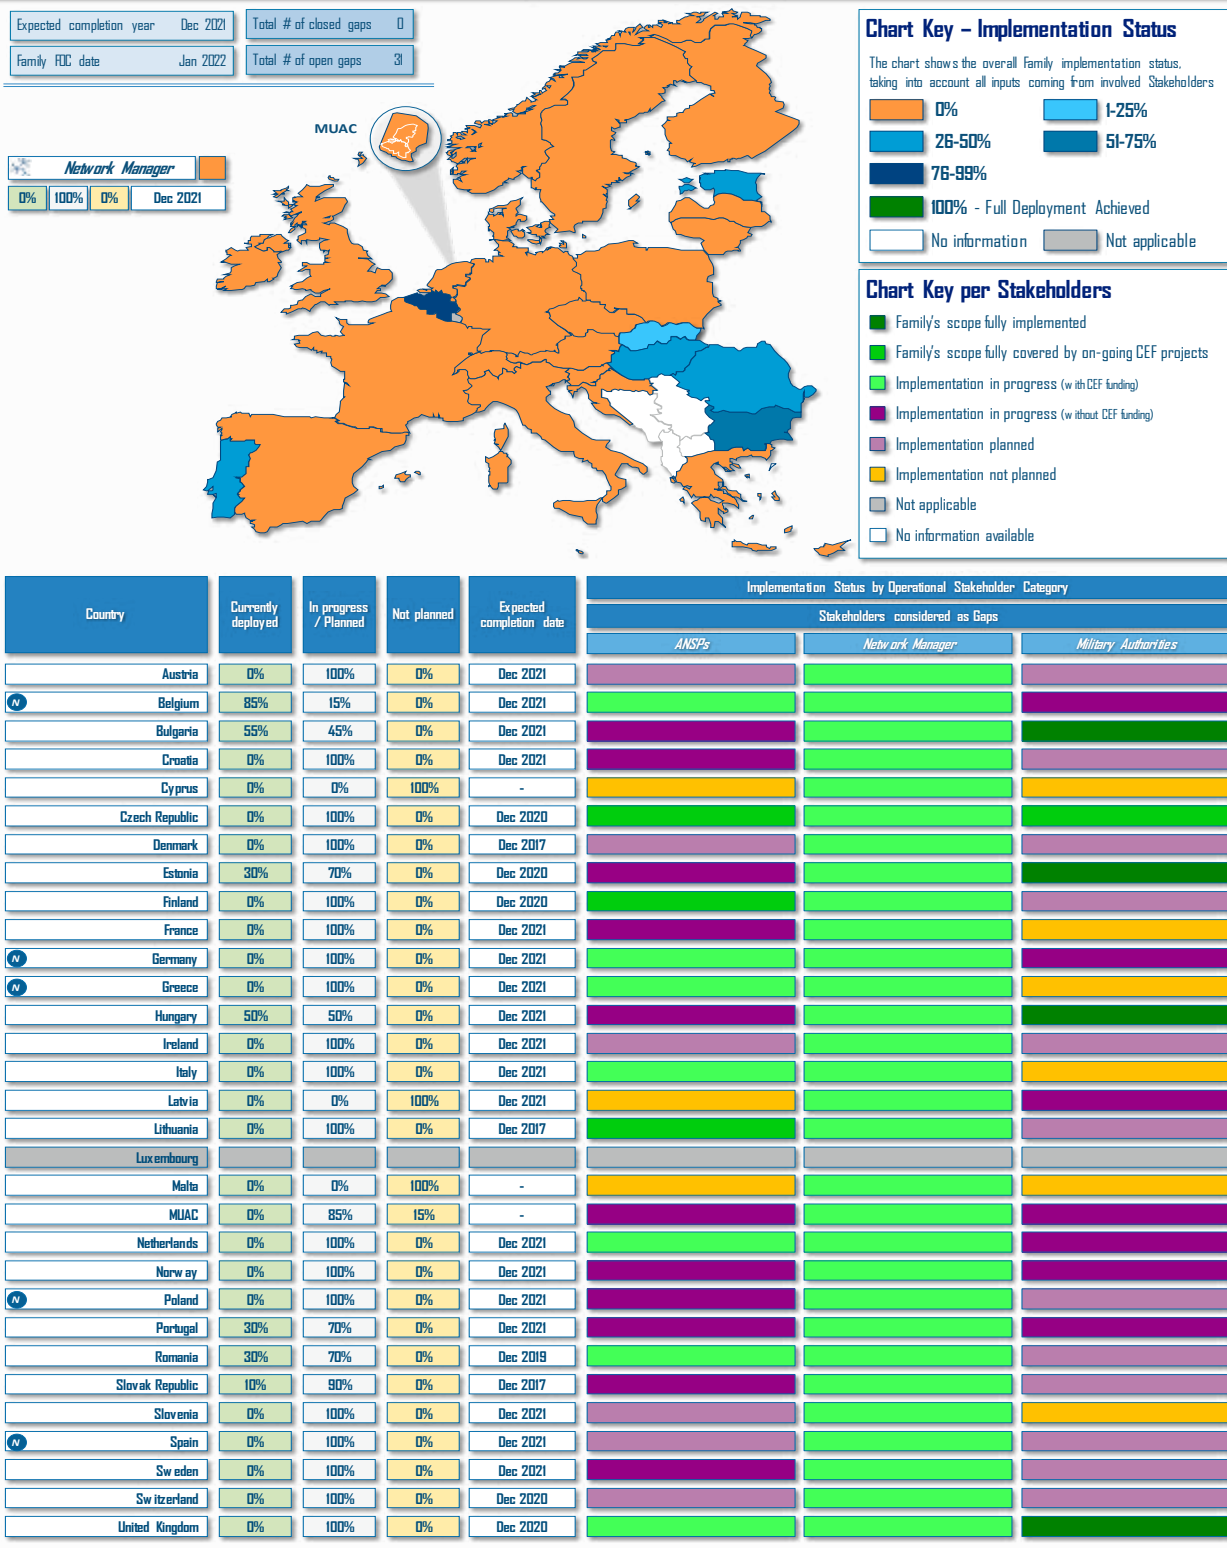 Expected completion year Dec 2021
Total # of closed gaps 0
Family FOC date Jan 2022
Total # of open gaps 31
MUAC
Network Manager
0% 100% 0% Dec 2021
Chart Key – Implementation Status
The chart shows the overall Family implementation status,
taking into account all inputs coming from involved Stakeholders
0% 1-25%
26-50% 51-75%
76-99%
100% - Full Deployment Achieved
No information Not applicable
Chart Key per Stakeholders
Family's scope fully implemented
Family's scope fully covered by on-going CEF projects
Implementation in progress (with CEF funding)
Implementation in progress (without CEF funding)
Implementation planned
Implementation not planned
Not applicable
No information available
Country
Currently
deployed
In progress
/ Planned
Not planned
Expected
completion date
Implementation Status by Operational Stakeholder Category
Stakeholders considered as Gaps
ANSPs Network Manager Military Authorities
Austria 0% 100% 0% Dec 2021
N Belgium 85% 15% 0% Dec 2021
Bulgaria 55% 45% 0% Dec 2021
Croatia 0% 100% 0% Dec 2021
Cyprus 0% 0% 100% -
Czech Republic 0% 100% 0% Dec 2020
Denmark 0% 100% 0% Dec 2017
Estonia 30% 70% 0% Dec 2020
Finland 0% 100% 0% Dec 2020
France 0% 100% 0% Dec 2021
N Germany 0% 100% 0% Dec 2021
N Greece 0% 100% 0% Dec 2021
Hungary 50% 50% 0% Dec 2021
Ireland 0% 100% 0% Dec 2021
Italy 0% 100% 0% Dec 2021
Latvia 0% 0% 100% Dec 2021
Lithuania 0% 100% 0% Dec 2017
Luxembourg
Malta 0% 0% 100% -
MUAC 0% 85% 15% -
Netherlands 0% 100% 0% Dec 2021
Norway 0% 100% 0% Dec 2021
N Poland 0% 100% 0% Dec 2021
Portugal 30% 70% 0% Dec 2021
Romania 30% 70% 0% Dec 2019
Slovak Republic 10% 90% 0% Dec 2017
Slovenia 0% 100% 0% Dec 2021
N Spain 0% 100% 0% Dec 2021
Sweden 0% 100% 0% Dec 2021
Switzerland 0% 100% 0% Dec 2020
United Kingdom 0% 100% 0% Dec 2020